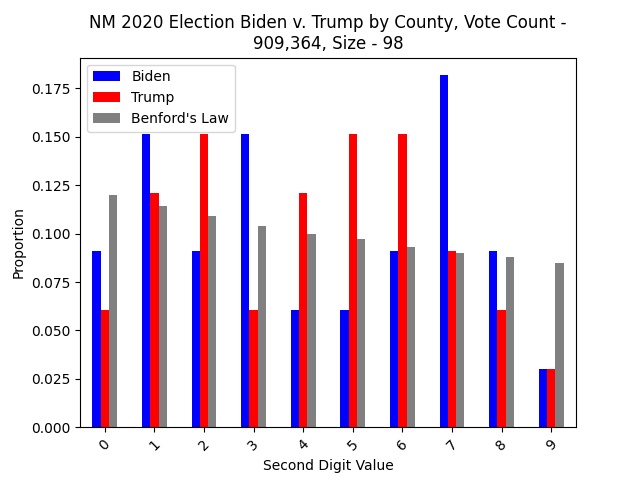 NM 2020 Election Biden v. Trump by County, Vote Count -
909,364, Size - 98
Biden
Trump
Benford's Law
Proportion
0.175
0.150
0.125
0.100
0.075
0.050
0.025
0.000
0 1 2 3 4 5 6 7 8 9
Second Digit Value